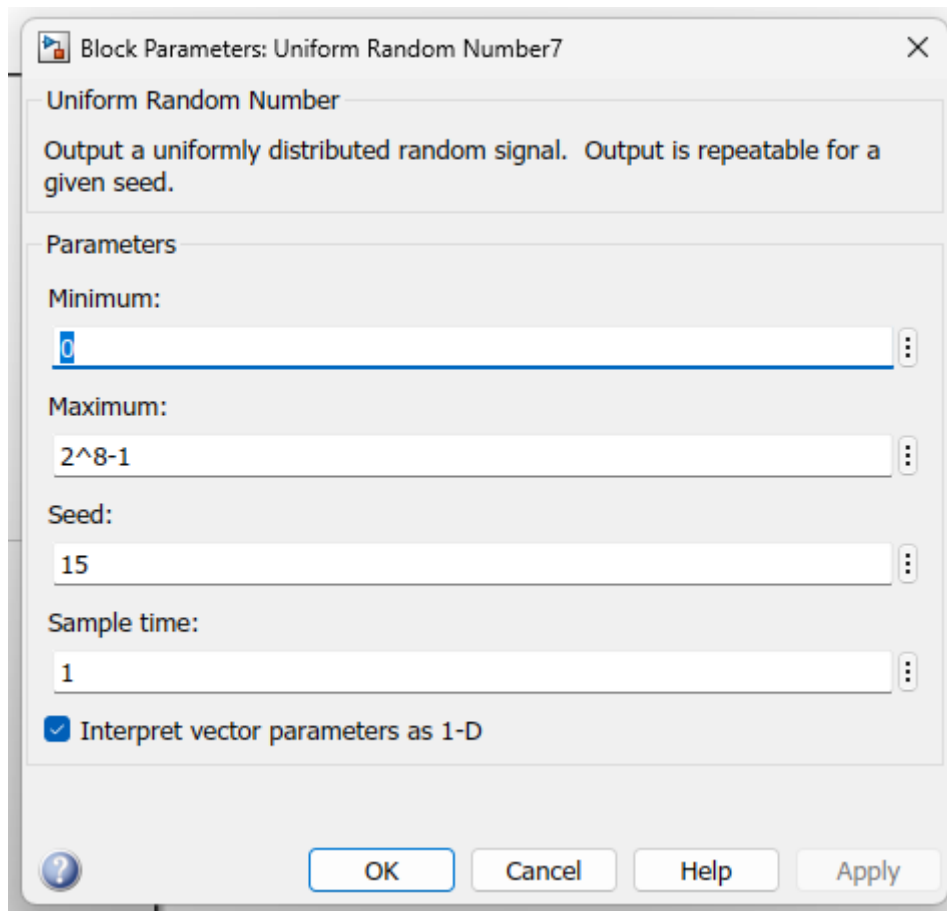 Block Parameters: Uniform Random Number7
Uniform Random Number
Output a uniformly distributed random signal.  Output is repeatable for a
given seed.
Parameters
Minimum:
0
Maximum:
2^8-1
Seed:
15
Sample time:
1
Interpret vector parameters as 1-D
OK
Cancel
Help
Apply